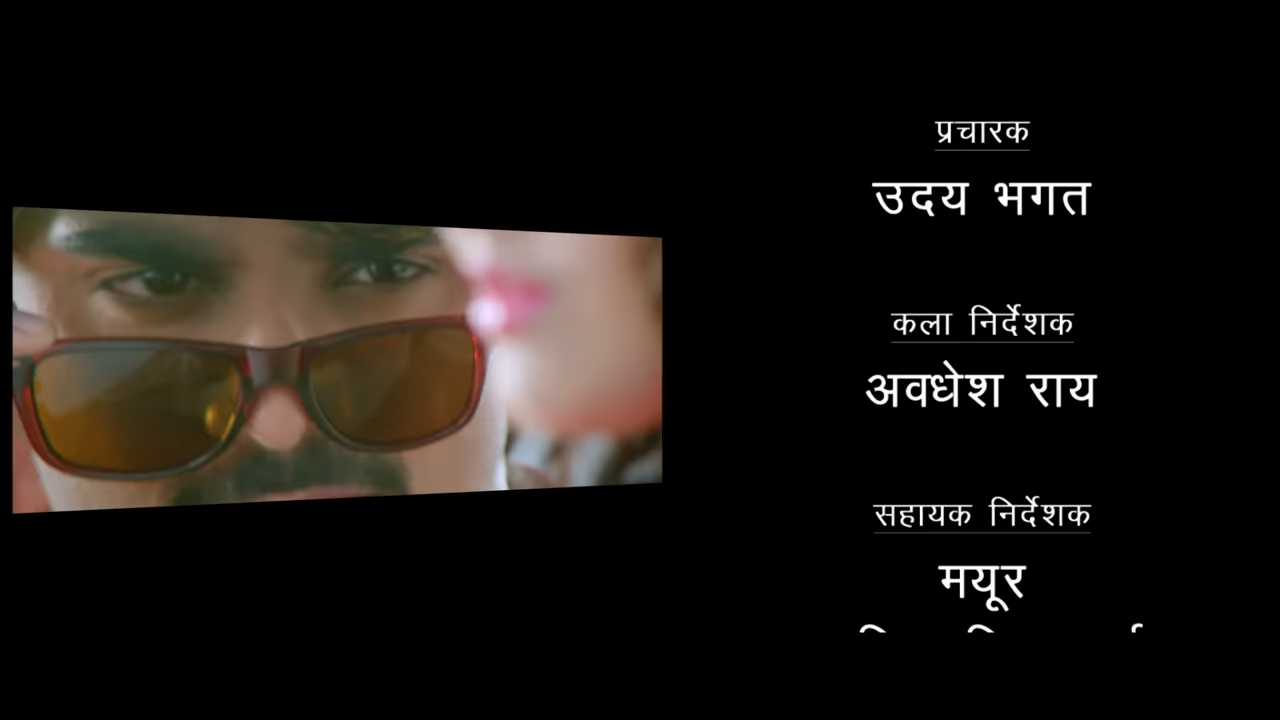 प्रचारक
उदय भगत
कला निर्देशक
अवधेश राय
सहायक निर्देशक
मयूर